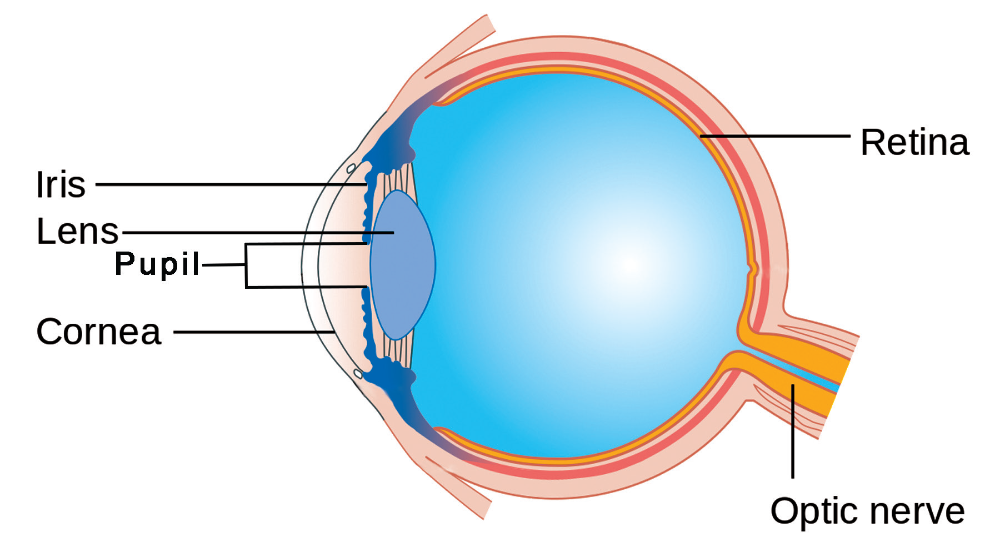 Iris
Lens
Pupil
Cornea
Retina
Optic nerve